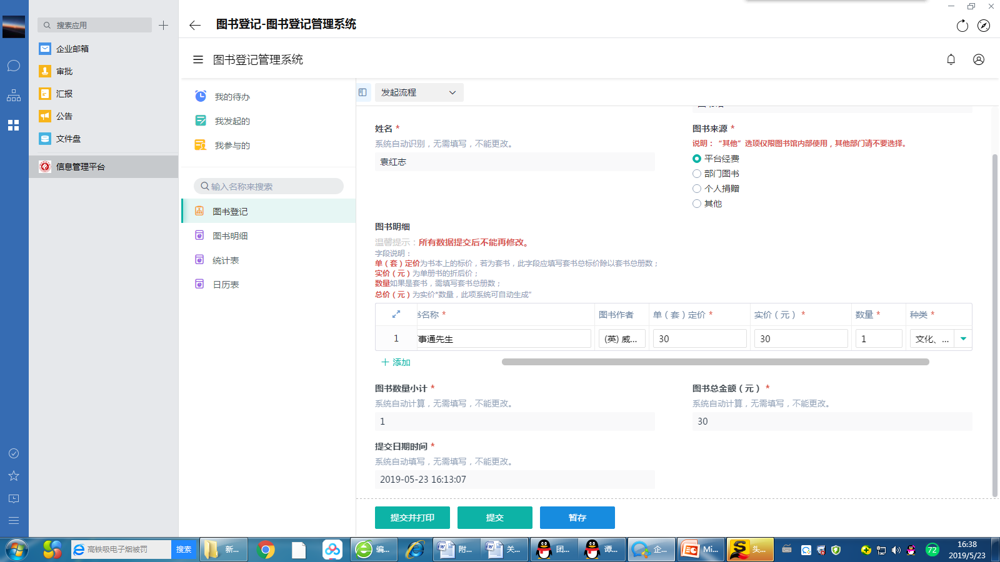 搜索应用
企业邮箱
审批
汇报
公告
文件盘
信息管理平台
图书登记-图书登记管理系统
图书登记管理系统
我的待办
我发起的
我参与的
输入名称来搜索
图书登记
图书明细
统计表
日历表
发起流程
姓名 *
系统自动识别，无需填写，不能更改。
袁红志
图书来源 *
说明：“其他”选项仅限图书馆内部使用，其他部门请不要选择。
平台经费
部门图书
个人捐赠
其他
图书明细
温馨提示：所有数据提交后不能再修改。
字段说明：
单（套）定价为书本上的标价，若为套书，此字段应填写套书总标价除以套书总册数；
实价（元）为单册书的折后价；
数量如果是套书，需填写套书总册数；
总价（元）为实价*数量，此项系统可自动生成”
书名称 * 图书作者 单（套）定价 * 实价（元） * 数量 * 种类 *
1 事通先生 (英) 威... 30 30 1 文化、...
添加
图书数量小计 *
系统自动计算，无需填写，不能更改。
1
图书总金额（元） *
系统自动计算，无需填写，不能更改。
30
提交日期时间 *
系统自动填写，无需填写，不能更改。
2019-05-23 16:13:07
提交并打印 提交 暂存
高铁吸电子烟被罚 搜索 新... 编... 附... 关... 团... 谭... 企... Mi... 头... 72
16:38
2019/5/23